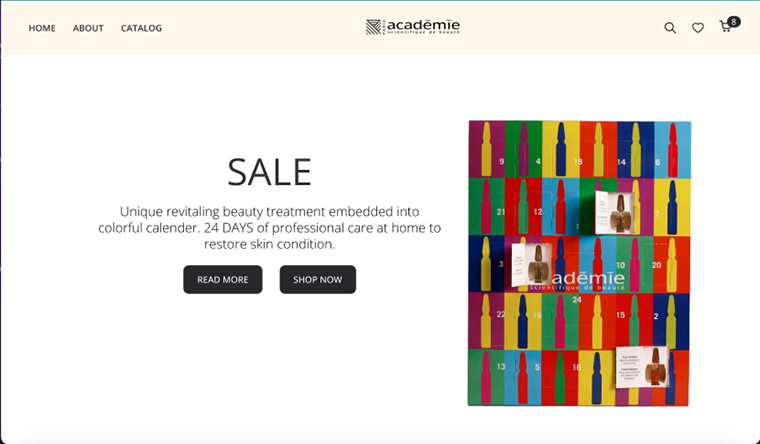 HOME ABOUT CATALOG
académie
scientifique de beauté
8
SALE
Unique revitaling beauty treatment embedded into
colorful calender. 24 DAYS of professional care at home to
restore skin condition.
READ MORE SHOP NOW
9 4 18 14 6
21 12
3 10 20
adémie
scientifique de beauté
24
22 19 15 2
13 5 16